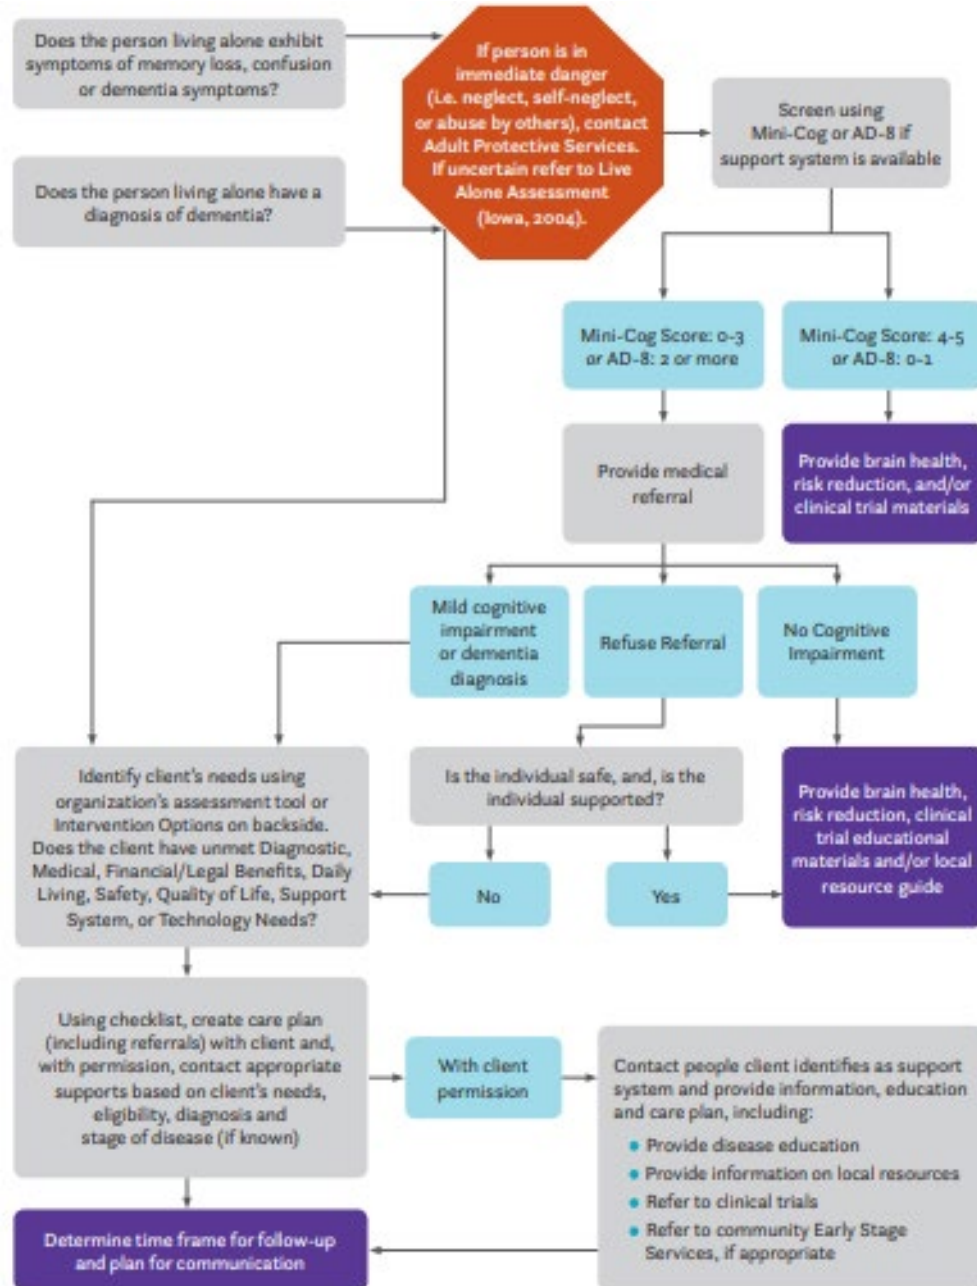 Does the person living alone exhibit
symptoms of memory loss, confusion
or dementia symptoms?
If person is in
immediate danger
(i.e. neglect, self-neglect,
or abuse by others), contact
Adult Protective Services.
If uncertain refer to Live
Alone Assessment
(Iowa, 2004).
Screen using
Mini-Cog or AD-8 if
support system is available
Does the person living alone have a
diagnosis of dementia?
Mini-Cog Score: 0-3
or AD-8: 2 or more
Mini-Cog Score: 4-5
or AD-8: 0-1
Provide medical
referral
Provide brain health,
risk reduction, and/or
clinical trial materials
Mild cognitive
impairment
or dementia
diagnosis
Refuse Referral
No Cognitive
Impairment
Identify client's needs using
organization's assessment tool or
Intervention Options on backside.
Does the client have unmet Diagnostic,
Medical, Financial/Legal Benefits, Daily
Living, Safety, Quality of Life, Support
System, or Technology Needs?
Is the individual safe, and, is the
individual supported?
No
Yes
Provide brain health,
risk reduction, clinical
trial educational
materials and/or local
resource guide
Using checklist, create care plan
(including referrals) with client and,
with permission, contact appropriate
supports based on client's needs,
eligibility, diagnosis and
stage of disease (if known)
With client
permission
Contact people client identifies as support
system and provide information, education
and care plan, including:
• Provide disease education
• Provide information on local resources
• Refer to clinical trials
• Refer to community Early Stage
Services, if appropriate
Determine time frame for follow-up
and plan for communication